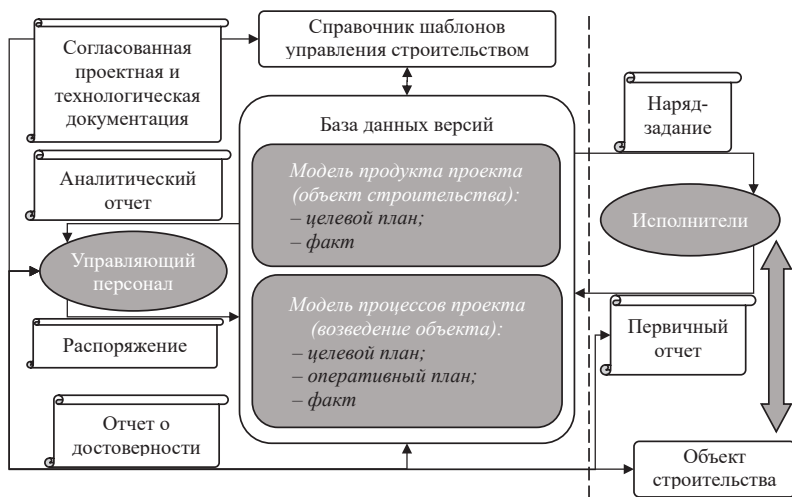 Согласованная
проектная и
технологическая
документация
Справочник шаблонов
управления строительством
Наряд-
задание
База данных версий
Аналитический
отчет
Модель продукта проекта
(объект строительства):
– целевой план;
– факт
Исполнители
Управляющий
персонал
Модель процессов проекта
(возведение объекта):
– целевой план;
– оперативный план;
– факт
Распоряжение
Первичный
отчет
Отчет о
достоверности
Объект
строительства